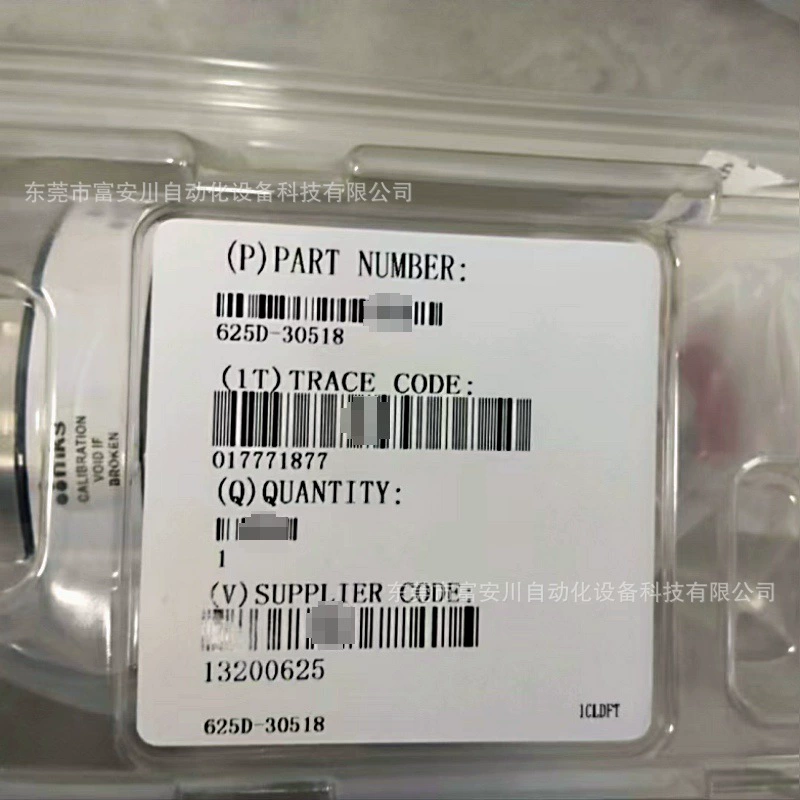 东莞市富安川自动化设备科技有限公司
(P)PART NUMBER:
625D-30518
(1T)TRACE CODE:
017771877
(Q)QUANTITY:
1
(V)SUPPLIER CODE:
东莞市富安川自动化设备科技有限公司
13200625
625D-30518
1CLDFT
mks
CALIBRATION
VOID IF
BROKEN